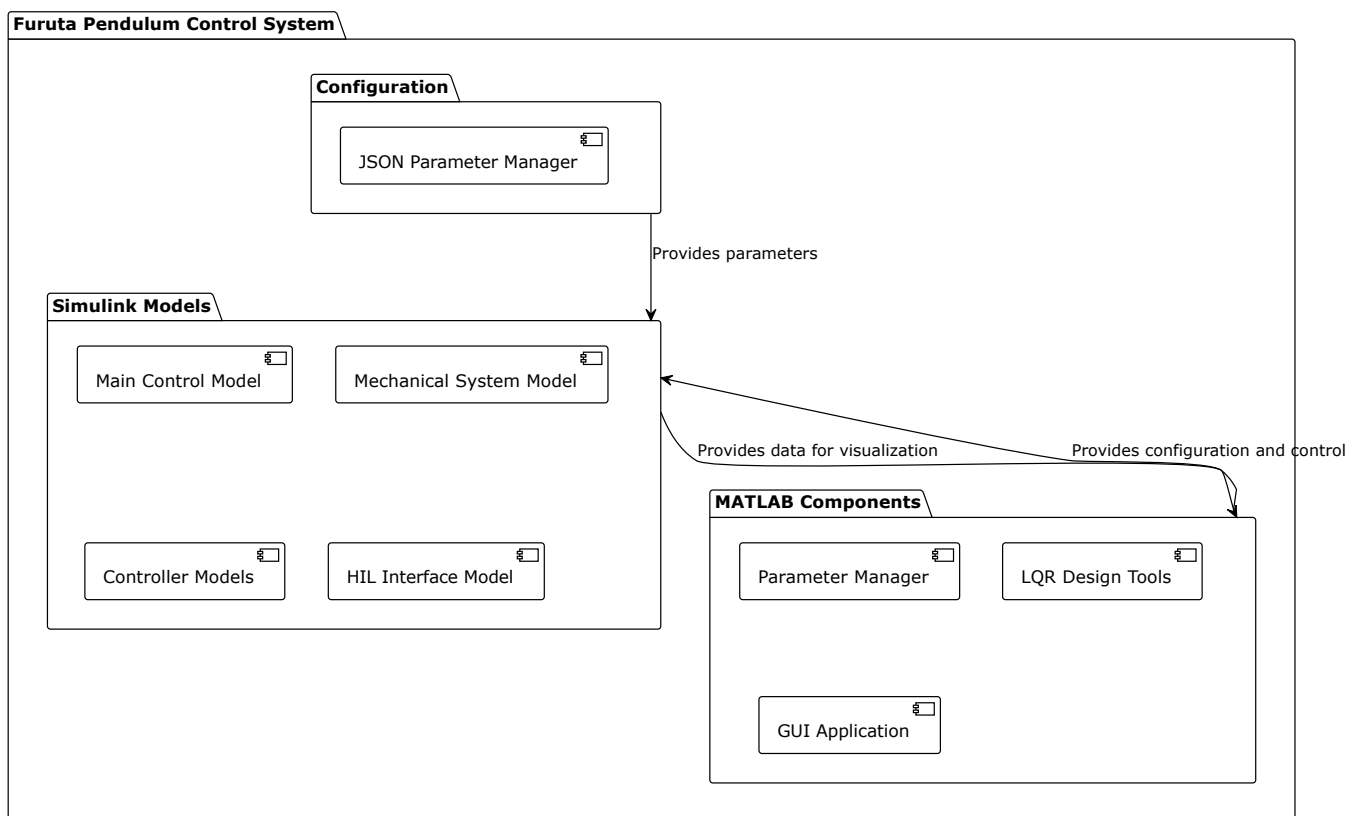 Furuta Pendulum Control System
Configuration
JSON Parameter Manager
Provides parameters
Simulink Models
Main Control Model
Mechanical System Model
Provides data for visualization
Provides configuration and control
Controller Models
HIL Interface Model
MATLAB Components
Parameter Manager
LQR Design Tools
GUI Application